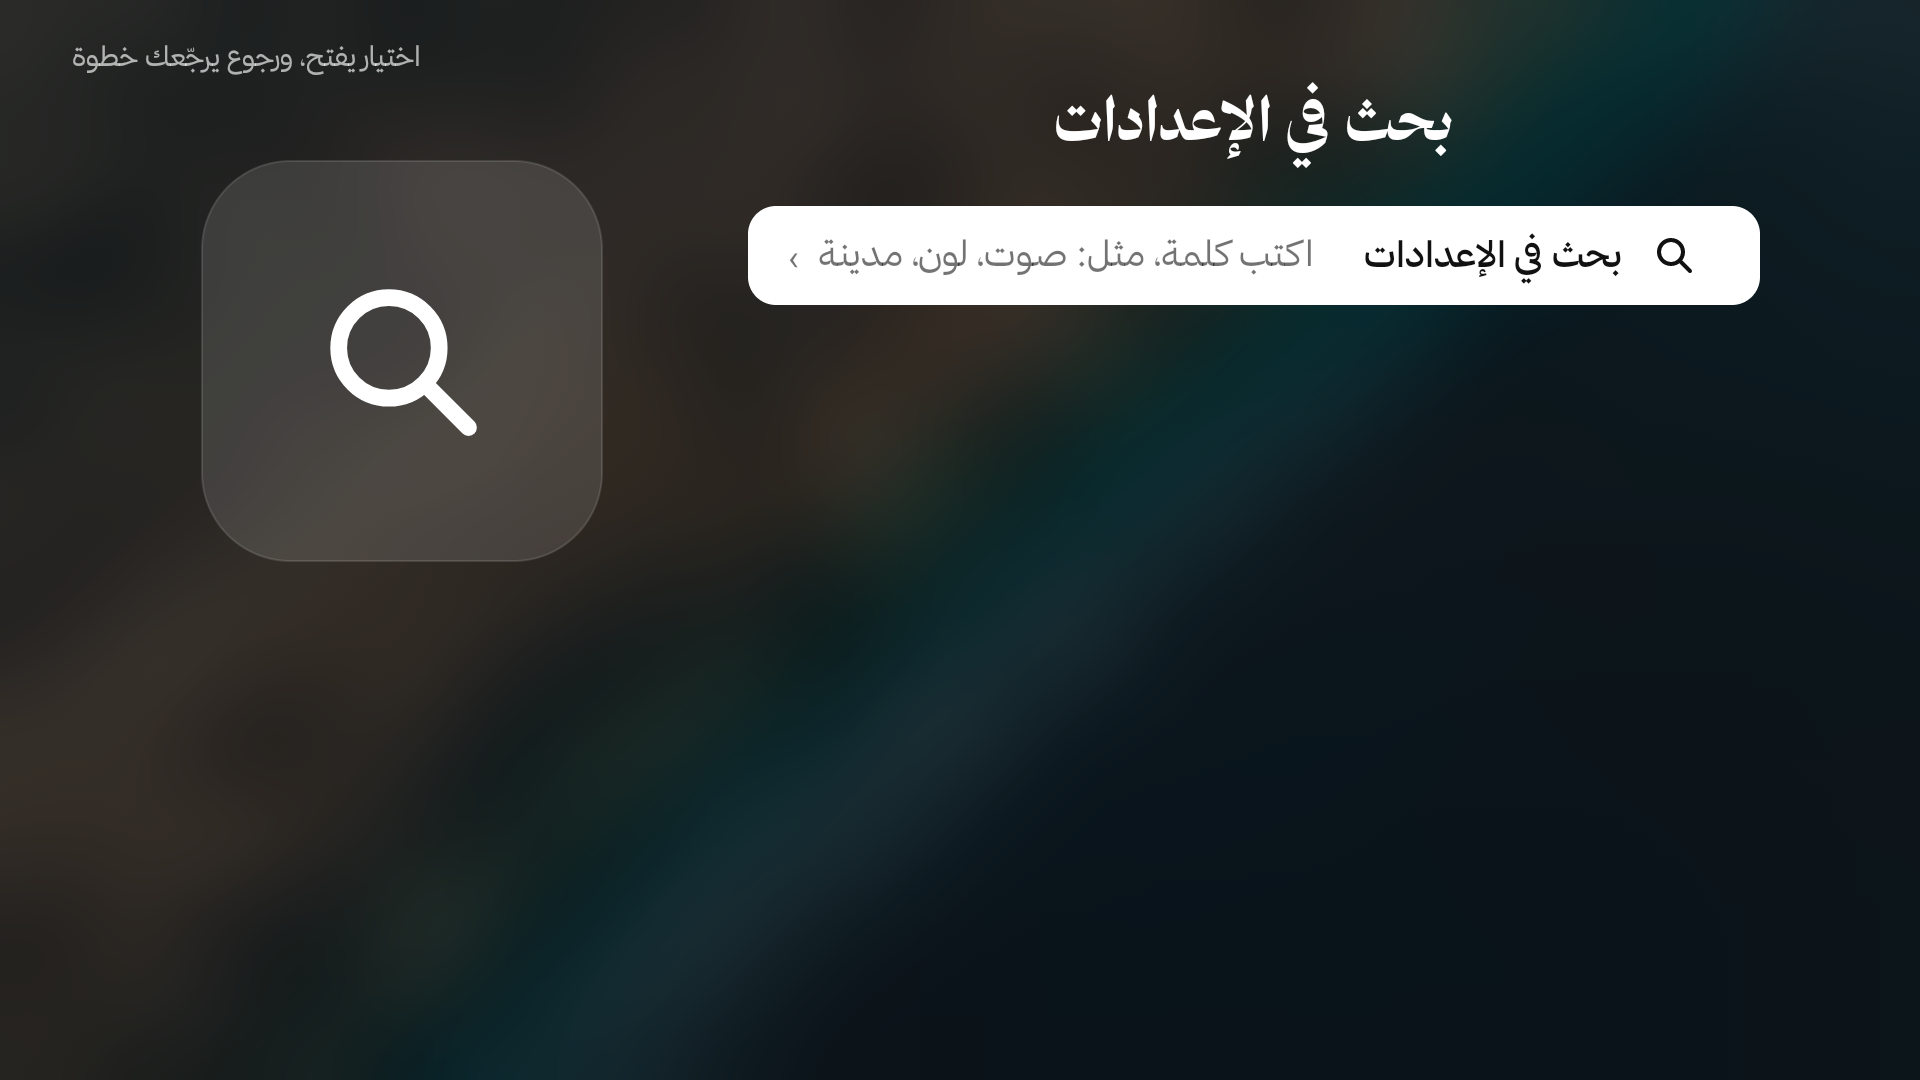 اختيار يفتح، ورجوع يرجّعك خطوة
بحث في الإعدادات
بحث في الإعدادات
اكتب كلمة، مثل: صوت، لون، مدينة ›